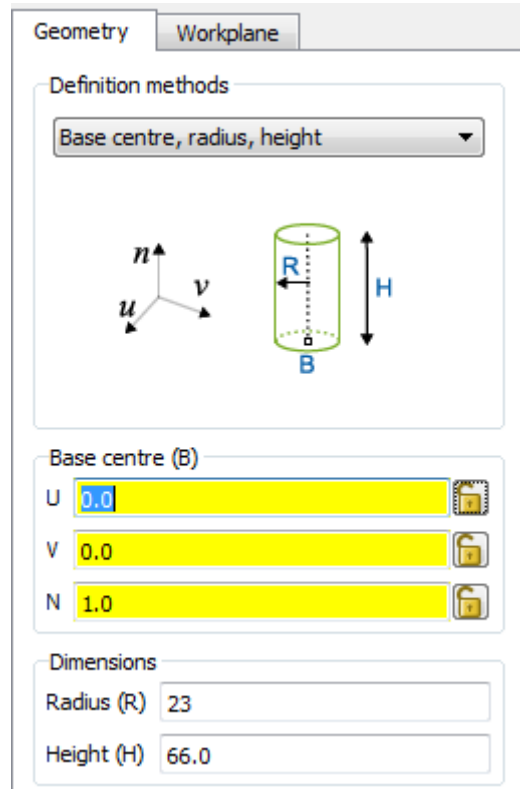 Geometry Workplane
Definition methods
Base centre, radius, height
n
v
u
R
H
B
Base centre (B)
U 0.0
V 0.0
N 1.0
Dimensions
Radius (R) 23
Height (H) 66.0